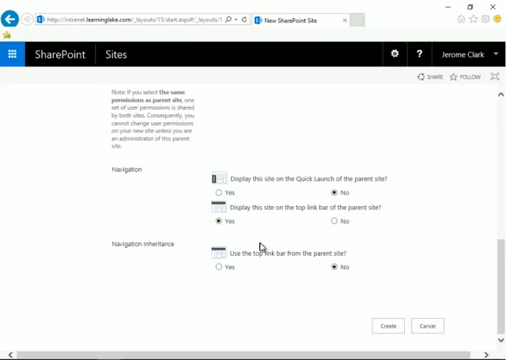 http://intranet.learninglake.com/_layouts/15/start.aspx#/_layouts/1
New SharePoint Site
SharePoint
Sites
Jerome Clark
SHARE
FOLLOW
Note: If you select Use same
permissions as parent site, one
set of user permissions is shared
by both sites. Consequently, you
cannot change user permissions
on your new site unless you are
an administrator of this parent
site.
Navigation
Display this site on the Quick Launch of the parent site?
Yes No
Display this site on the top link bar of the parent site?
Yes No
Navigation Inheritance
Use the top link bar from the parent site?
Yes No
Create Cancel